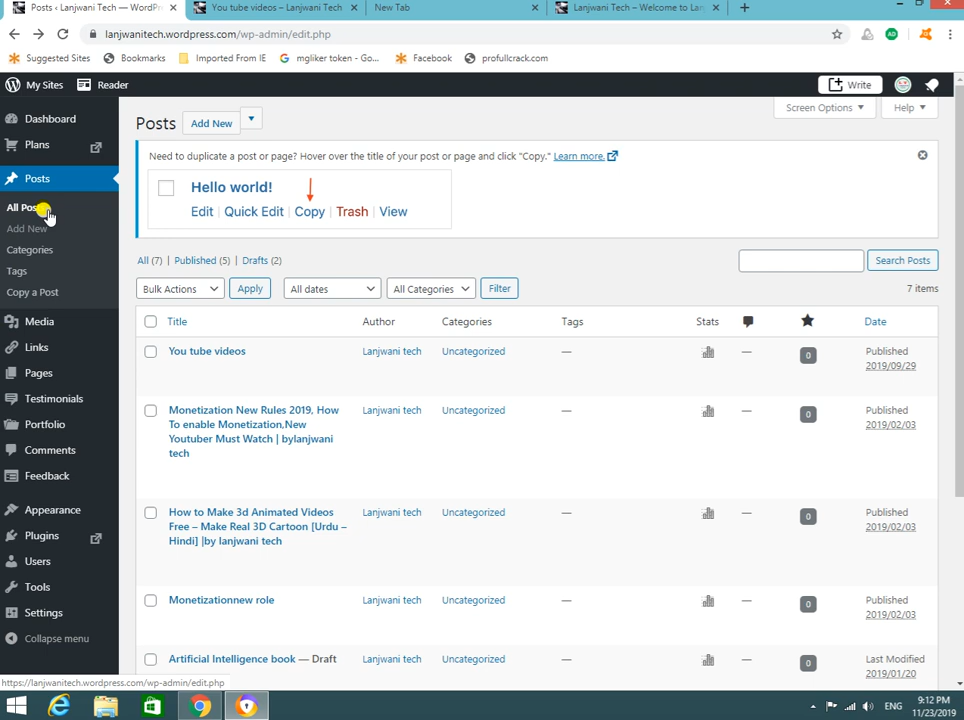 Posts ‹ Lanjwani Tech — WordPr
You tube videos – Lanjwani Tech
New Tab
Lanjwani Tech – Welcome to Lan
lanjwanitech.wordpress.com/wp-admin/edit.php
Suggested Sites
Bookmarks
Imported From IE
mgliker token - Go...
Facebook
profullcrack.com
My Sites
Reader
Write
Dashboard
Plans
Posts
All Pos
Add New
Categories
Tags
Copy a Post
Media
Links
Pages
Testimonials
Portfolio
Comments
Feedback
Appearance
Plugins
Users
Tools
Settings
Collapse menu
Screen Options
Help
Posts
Add New
Need to duplicate a post or page? Hover over the title of your post or page and click "Copy." Learn more.
Hello world!
Edit | Quick Edit | Copy | Trash | View
All (7) | Published (5) | Drafts (2)
Search Posts
Bulk Actions
Apply
All dates
All Categories
Filter
7 items
Title Author Categories Tags Stats Date
You tube videos Lanjwani tech Uncategorized — — 0 Published
2019/09/29
Monetization New Rules 2019, How Lanjwani tech Uncategorized — — 0 Published
To enable Monetization,New 2019/02/03
Youtuber Must Watch | bylanjwani
tech
How to Make 3d Animated Videos Lanjwani tech Uncategorized — — 0 Published
Free – Make Real 3D Cartoon [Urdu – 2019/02/03
Hindi] |by lanjwani tech
Monetizationnew role Lanjwani tech Uncategorized — — 0 Published
2019/02/03
Artificial Intelligence book — Draft Lanjwani tech Uncategorized — — 0 Last Modified
2019/01/20
https://lanjwanitech.wordpress.com/wp-admin/edit.php
ENG
9:12 PM
11/23/2019